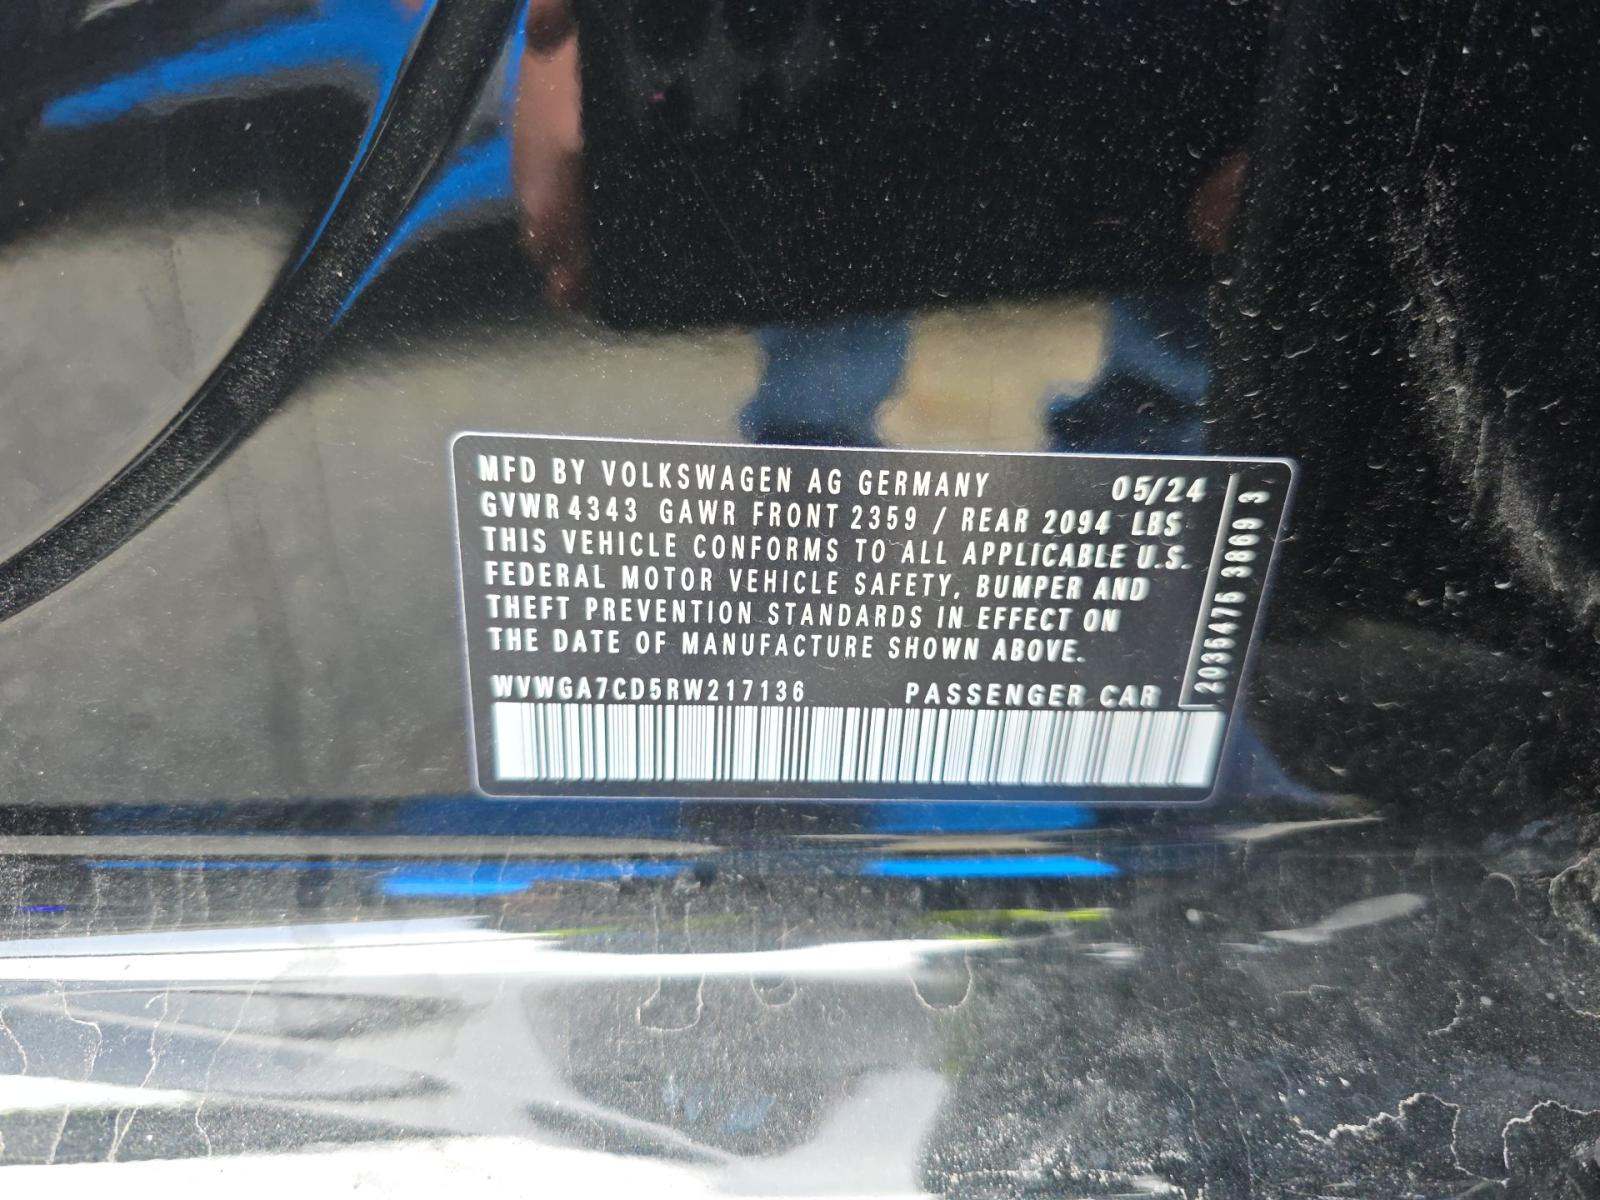 MFD BY VOLKSWAGEN AG GERMANY 05/24
GVWR 4343 GAWR FRONT 2359 / REAR 2094 LBS
THIS VEHICLE CONFORMS TO ALL APPLICABLE U.S.
FEDERAL MOTOR VEHICLE SAFETY, BUMPER AND
THEFT PREVENTION STANDARDS IN EFFECT ON
THE DATE OF MANUFACTURE SHOWN ABOVE.
WVWGA7CD5RW217136 PASSENGER CAR
2035476 3869 3